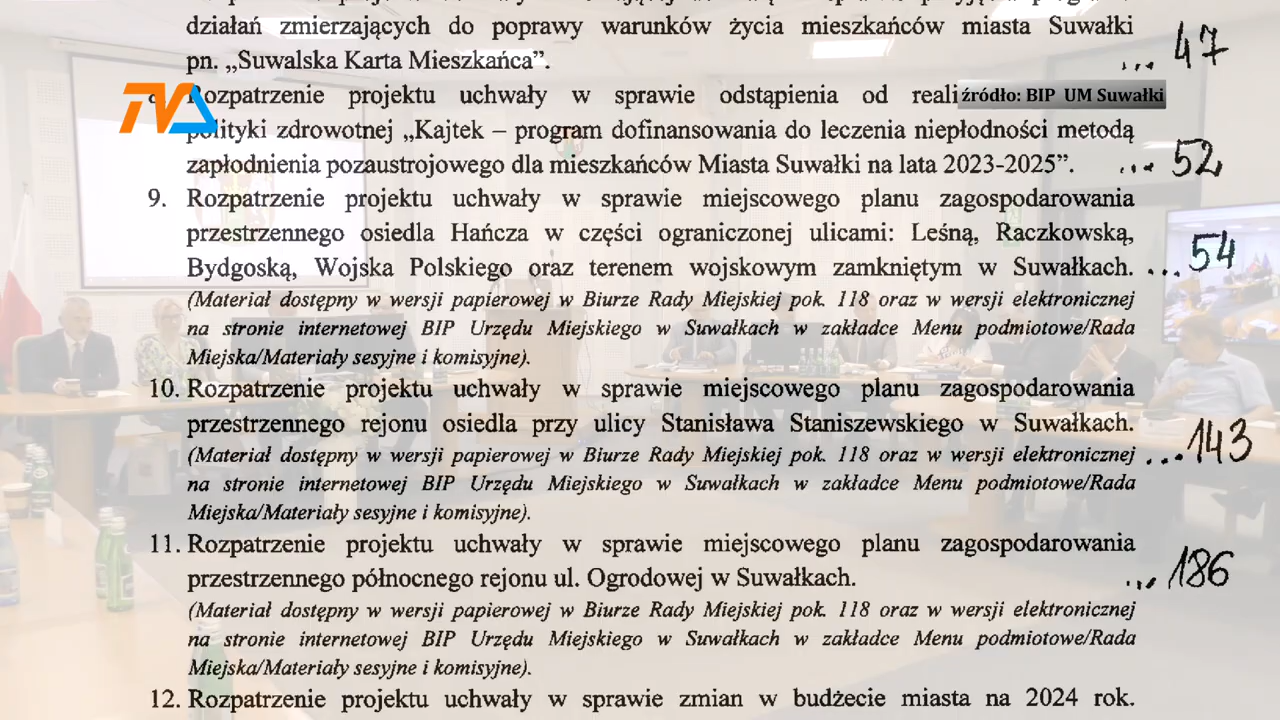 działań zmierzających do poprawy warunków życia mieszkańców miasta Suwałki
pn. „Suwalska Karta Mieszkańca”. ... 47
TVA
Rozpatrzenie projektu uchwały w sprawie odstąpienia od reali
źródło: BIP UM Suwałki
polityki zdrowotnej „Kajtek – program dofinansowania do leczenia niepłodności metodą
zapłodnienia pozaustrojowego dla mieszkańców Miasta Suwałki na lata 2023-2025”. ... 52
9. Rozpatrzenie projektu uchwały w sprawie miejscowego planu zagospodarowania
przestrzennego osiedla Hańcza w części ograniczonej ulicami: Leśną, Raczkowską,
Bydgoską, Wojska Polskiego oraz terenem wojskowym zamkniętym w Suwałkach. ... 54
(Materiał dostępny w wersji papierowej w Biurze Rady Miejskiej pok. 118 oraz w wersji elektronicznej
na stronie internetowej BIP Urzędu Miejskiego w Suwałkach w zakładce Menu podmiotowe/Rada
Miejska/Materiały sesyjne i komisyjne).
10. Rozpatrzenie projektu uchwały w sprawie miejscowego planu zagospodarowania
przestrzennego rejonu osiedla przy ulicy Stanisława Staniszewskiego w Suwałkach.
(Materiał dostępny w wersji papierowej w Biurze Rady Miejskiej pok. 118 oraz w wersji elektronicznej ... 143
na stronie internetowej BIP Urzędu Miejskiego w Suwałkach w zakładce Menu podmiotowe/Rada
Miejska/Materiały sesyjne i komisyjne).
11. Rozpatrzenie projektu uchwały w sprawie miejscowego planu zagospodarowania
przestrzennego północnego rejonu ul. Ogrodowej w Suwałkach. ... 186
(Materiał dostępny w wersji papierowej w Biurze Rady Miejskiej pok. 118 oraz w wersji elektronicznej
na stronie internetowej BIP Urzędu Miejskiego w Suwałkach w zakładce Menu podmiotowe/Rada
Miejska/Materiały sesyjne i komisyjne).
12. Rozpatrzenie projektu uchwały w sprawie zmian w budżecie miasta na 2024 rok.